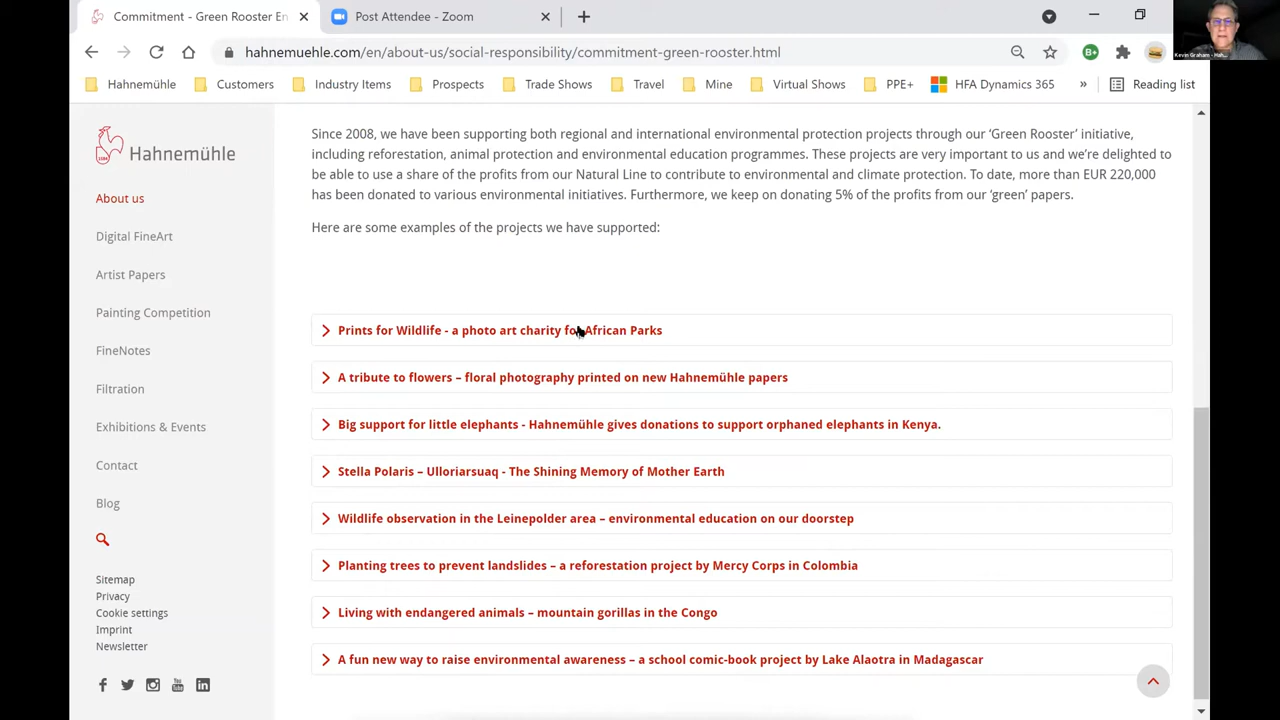 Commitment - Green Rooster En
Post Attendee - Zoom
hahnemuehle.com/en/about-us/social-responsibility/commitment-green-rooster.html
B+
Hahnemühle
Customers
Industry Items
Prospects
Trade Shows
Travel
Mine
Virtual Shows
PPE+
HFA Dynamics 365
»
Reading list
Hahnemühle
About us
Digital FineArt
Artist Papers
Painting Competition
FineNotes
Filtration
Exhibitions & Events
Contact
Blog
Sitemap
Privacy
Cookie settings
Imprint
Newsletter
Since 2008, we have been supporting both regional and international environmental protection projects through our ‘Green Rooster’ initiative,
including reforestation, animal protection and environmental education programmes. These projects are very important to us and we’re delighted to
be able to use a share of the profits from our Natural Line to contribute to environmental and climate protection. To date, more than EUR 220,000
has been donated to various environmental initiatives. Furthermore, we keep on donating 5% of the profits from our ‘green’ papers.
Here are some examples of the projects we have supported:
Prints for Wildlife - a photo art charity for African Parks
A tribute to flowers – floral photography printed on new Hahnemühle papers
Big support for little elephants - Hahnemühle gives donations to support orphaned elephants in Kenya.
Stella Polaris – Ulloriarsuaq - The Shining Memory of Mother Earth
Wildlife observation in the Leinepolder area – environmental education on our doorstep
Planting trees to prevent landslides – a reforestation project by Mercy Corps in Colombia
Living with endangered animals – mountain gorillas in the Congo
A fun new way to raise environmental awareness – a school comic-book project by Lake Alaotra in Madagascar
Kevin Graham - Hah...